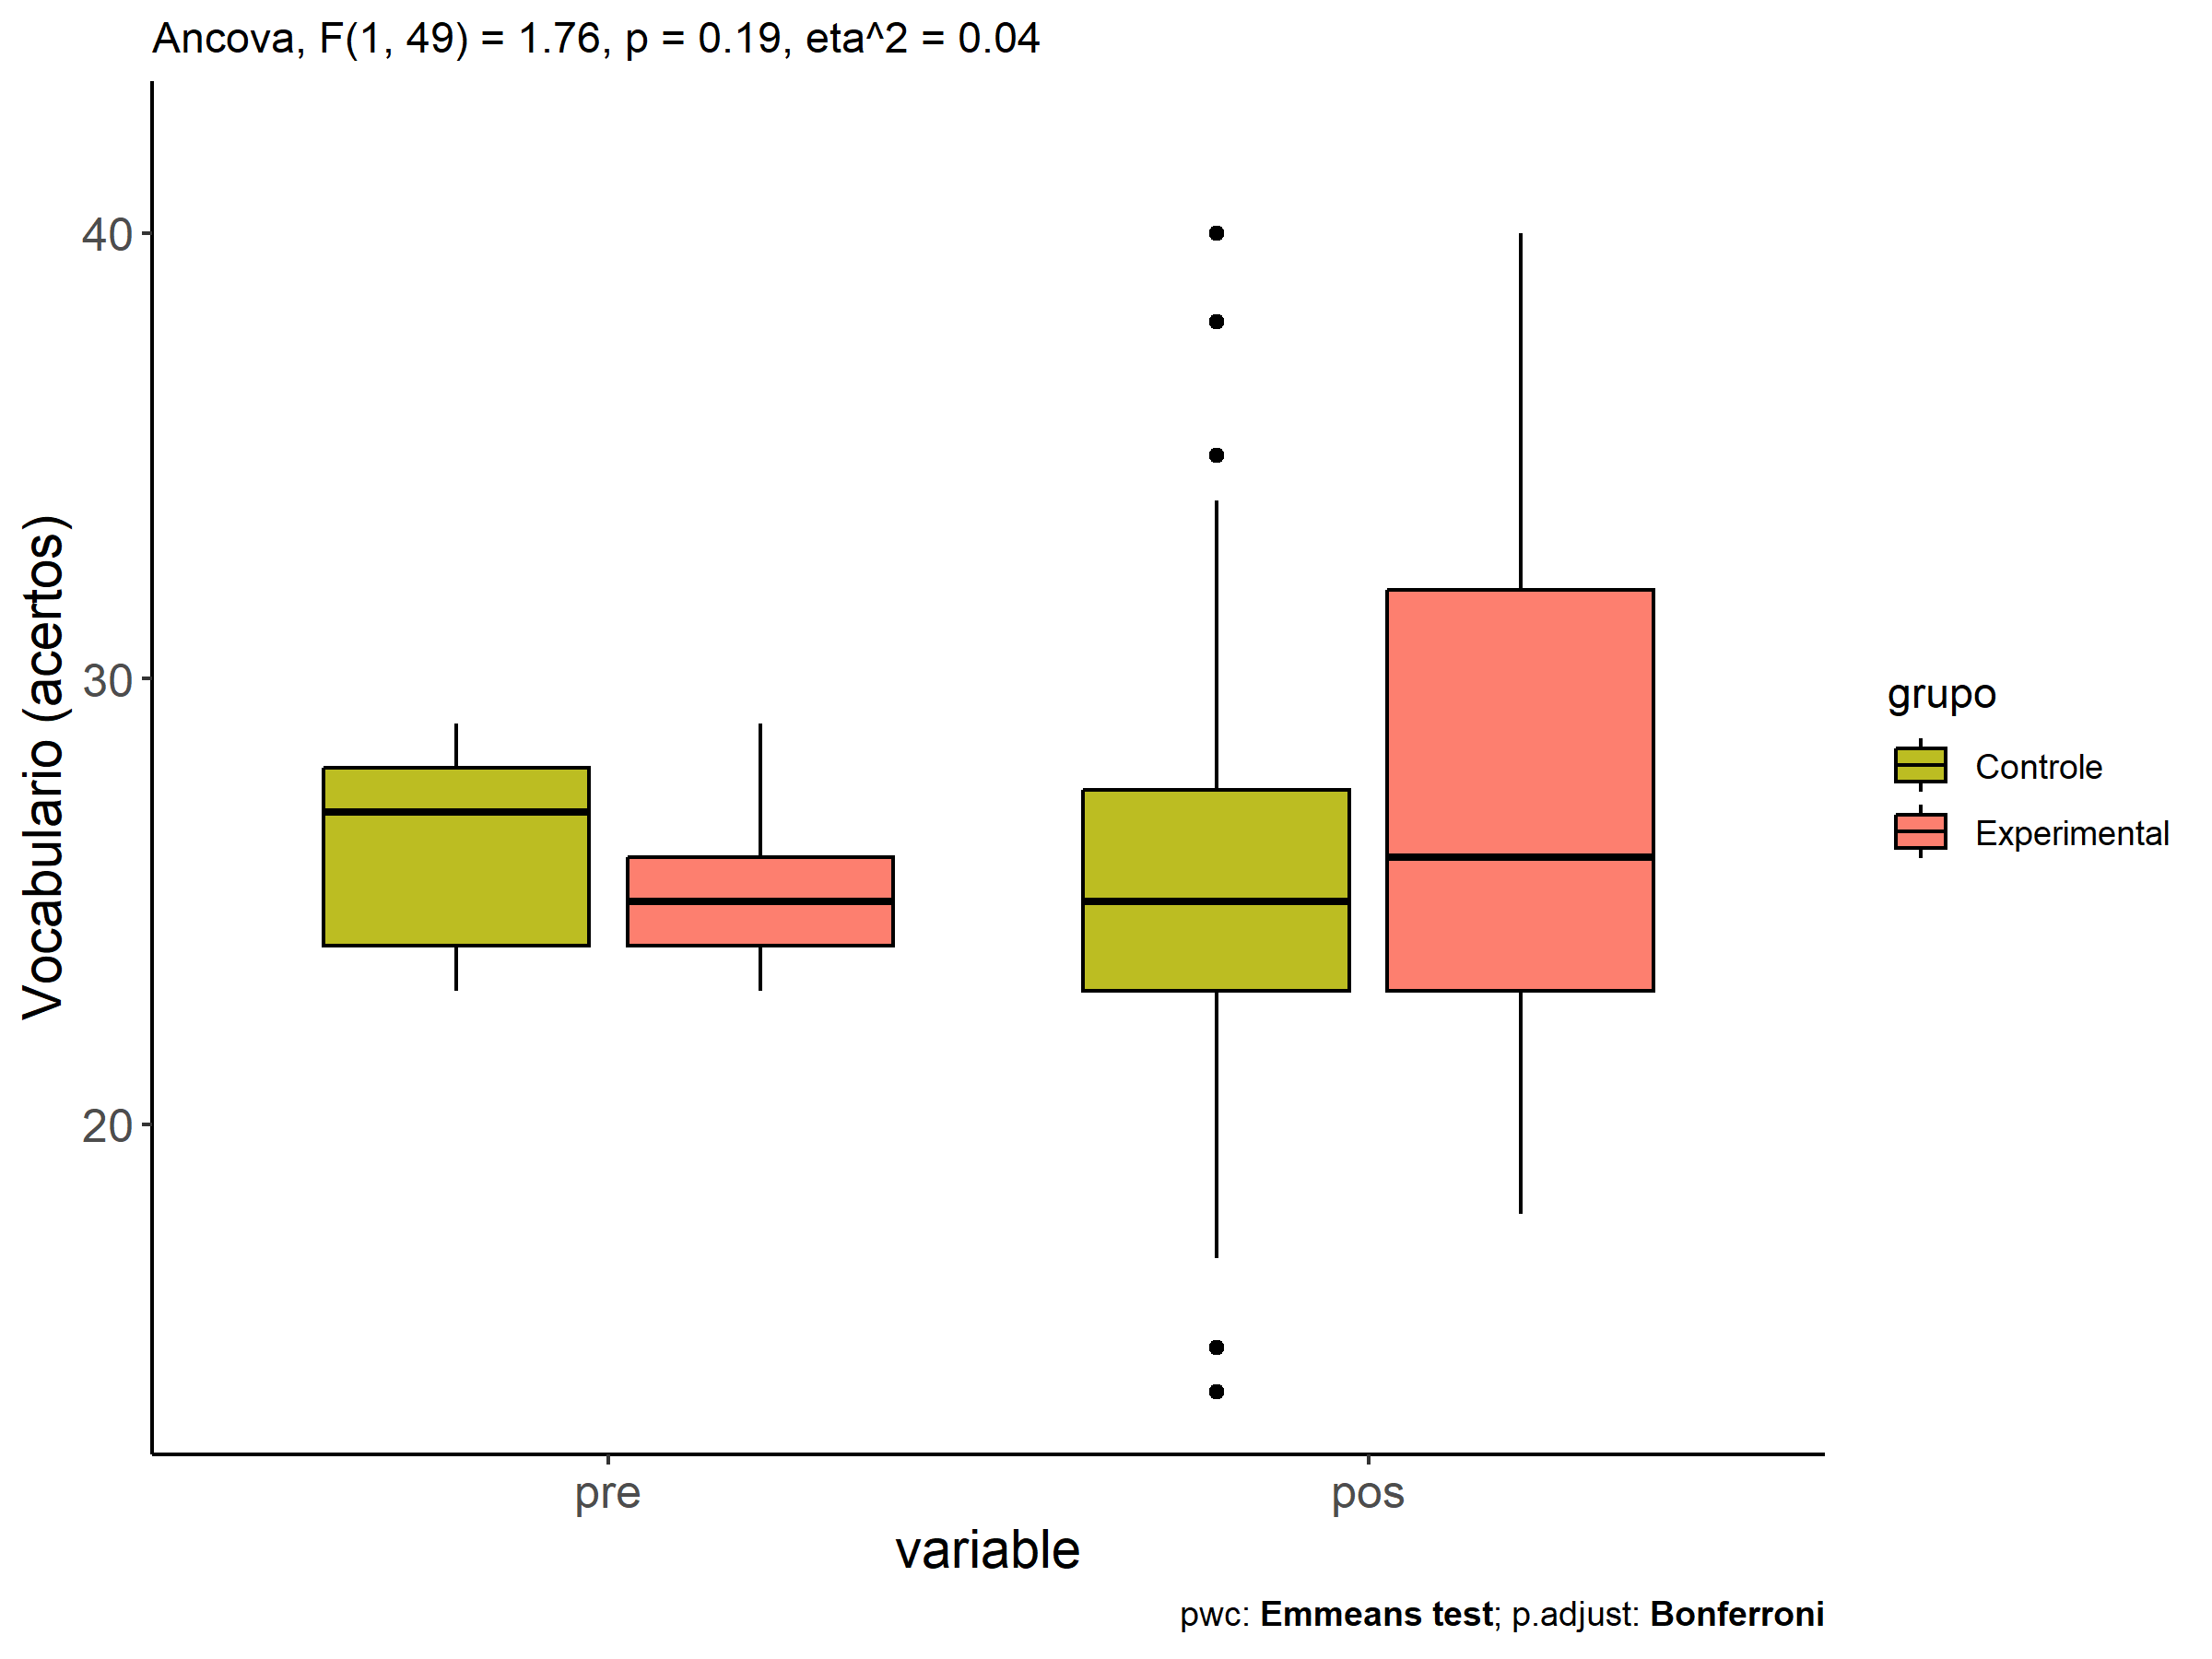 Ancova, F(1, 49) = 1.76, p = 0.19, eta^2 = 0.04
Vocabulario (acertos)
40
30
20
pre
pos
variable
grupo
Controle
Experimental
pwc: Emmeans test; p.adjust: Bonferroni